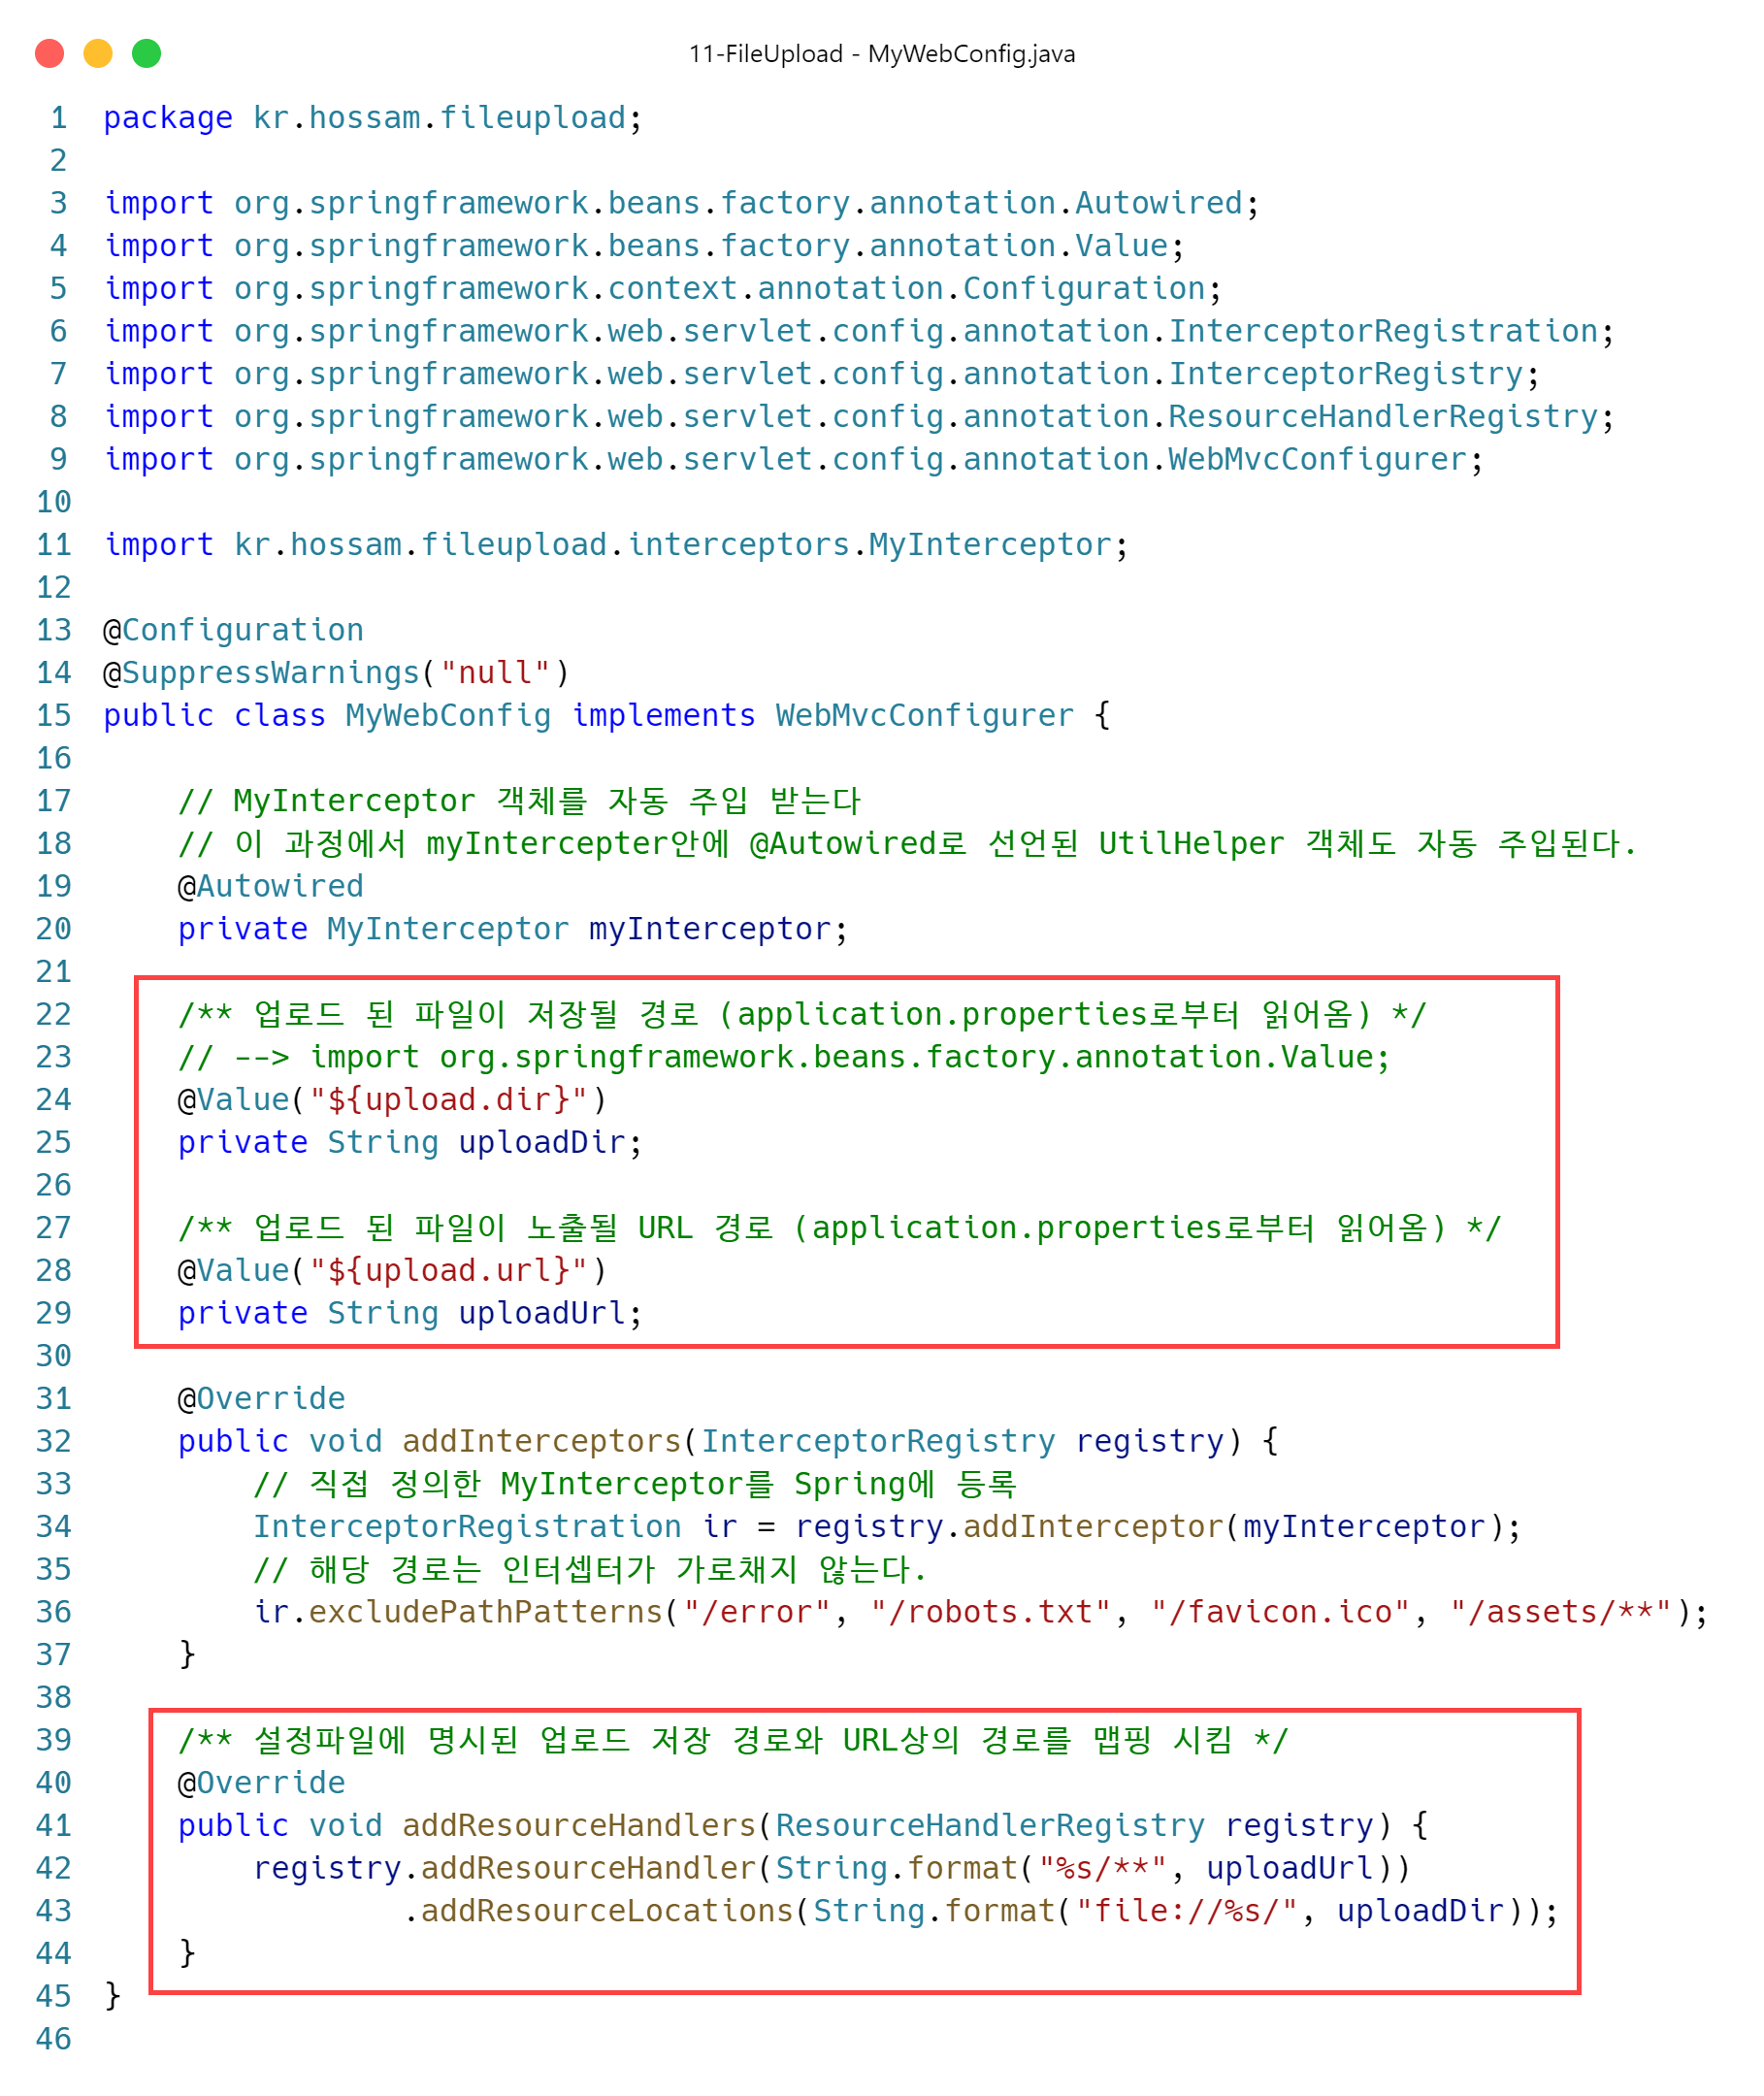 11-FileUpload - MyWebConfig.java
1 package kr.hossam.fileupload;
2
3 import org.springframework.beans.factory.annotation.Autowired;
4 import org.springframework.beans.factory.annotation.Value;
5 import org.springframework.context.annotation.Configuration;
6 import org.springframework.web.servlet.config.annotation.InterceptorRegistration;
7 import org.springframework.web.servlet.config.annotation.InterceptorRegistry;
8 import org.springframework.web.servlet.config.annotation.ResourceHandlerRegistry;
9 import org.springframework.web.servlet.config.annotation.WebMvcConfigurer;
10
11 import kr.hossam.fileupload.interceptors.MyInterceptor;
12
13 @Configuration
14 @SuppressWarnings("null")
15 public class MyWebConfig implements WebMvcConfigurer {
16
17     // MyInterceptor 객체를 자동 주입 받는다
18     // 이 과정에서 myIntercepter안에 @Autowired로 선언된 UtilHelper 객체도 자동 주입된다.
19     @Autowired
20     private MyInterceptor myInterceptor;
21
22     /** 업로드 된 파일이 저장될 경로 (application.properties로부터 읽어옴) */
23     // --> import org.springframework.beans.factory.annotation.Value;
24     @Value("${upload.dir}")
25     private String uploadDir;
26
27     /** 업로드 된 파일이 노출될 URL 경로 (application.properties로부터 읽어옴) */
28     @Value("${upload.url}")
29     private String uploadUrl;
30
31     @Override
32     public void addInterceptors(InterceptorRegistry registry) {
33         // 직접 정의한 MyInterceptor를 Spring에 등록
34         InterceptorRegistration ir = registry.addInterceptor(myInterceptor);
35         // 해당 경로는 인터셉터가 가로채지 않는다.
36         ir.excludePathPatterns("/error", "/robots.txt", "/favicon.ico", "/assets/**");
37     }
38
39     /** 설정파일에 명시된 업로드 저장 경로와 URL상의 경로를 맵핑 시킴 */
40     @Override
41     public void addResourceHandlers(ResourceHandlerRegistry registry) {
42         registry.addResourceHandler(String.format("%s/**", uploadUrl))
43                 .addResourceLocations(String.format("file://%s/", uploadDir));
44     }
45 }
46